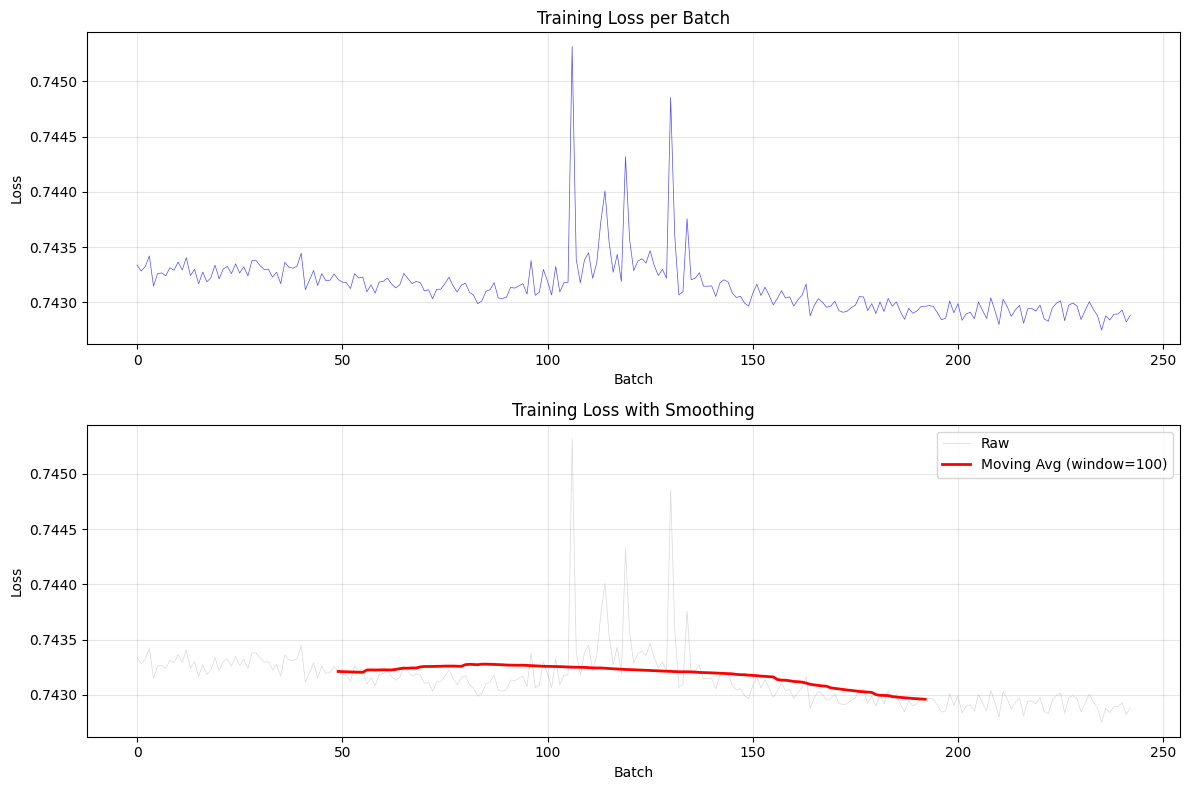 Training Loss per Batch
0.7450
0.7445
0.7440
0.7435
0.7430
Loss
0 50 100 150 200 250
Batch
Training Loss with Smoothing
Raw
Moving Avg (window=100)
0.7450
0.7445
0.7440
0.7435
0.7430
Loss
0 50 100 150 200 250
Batch